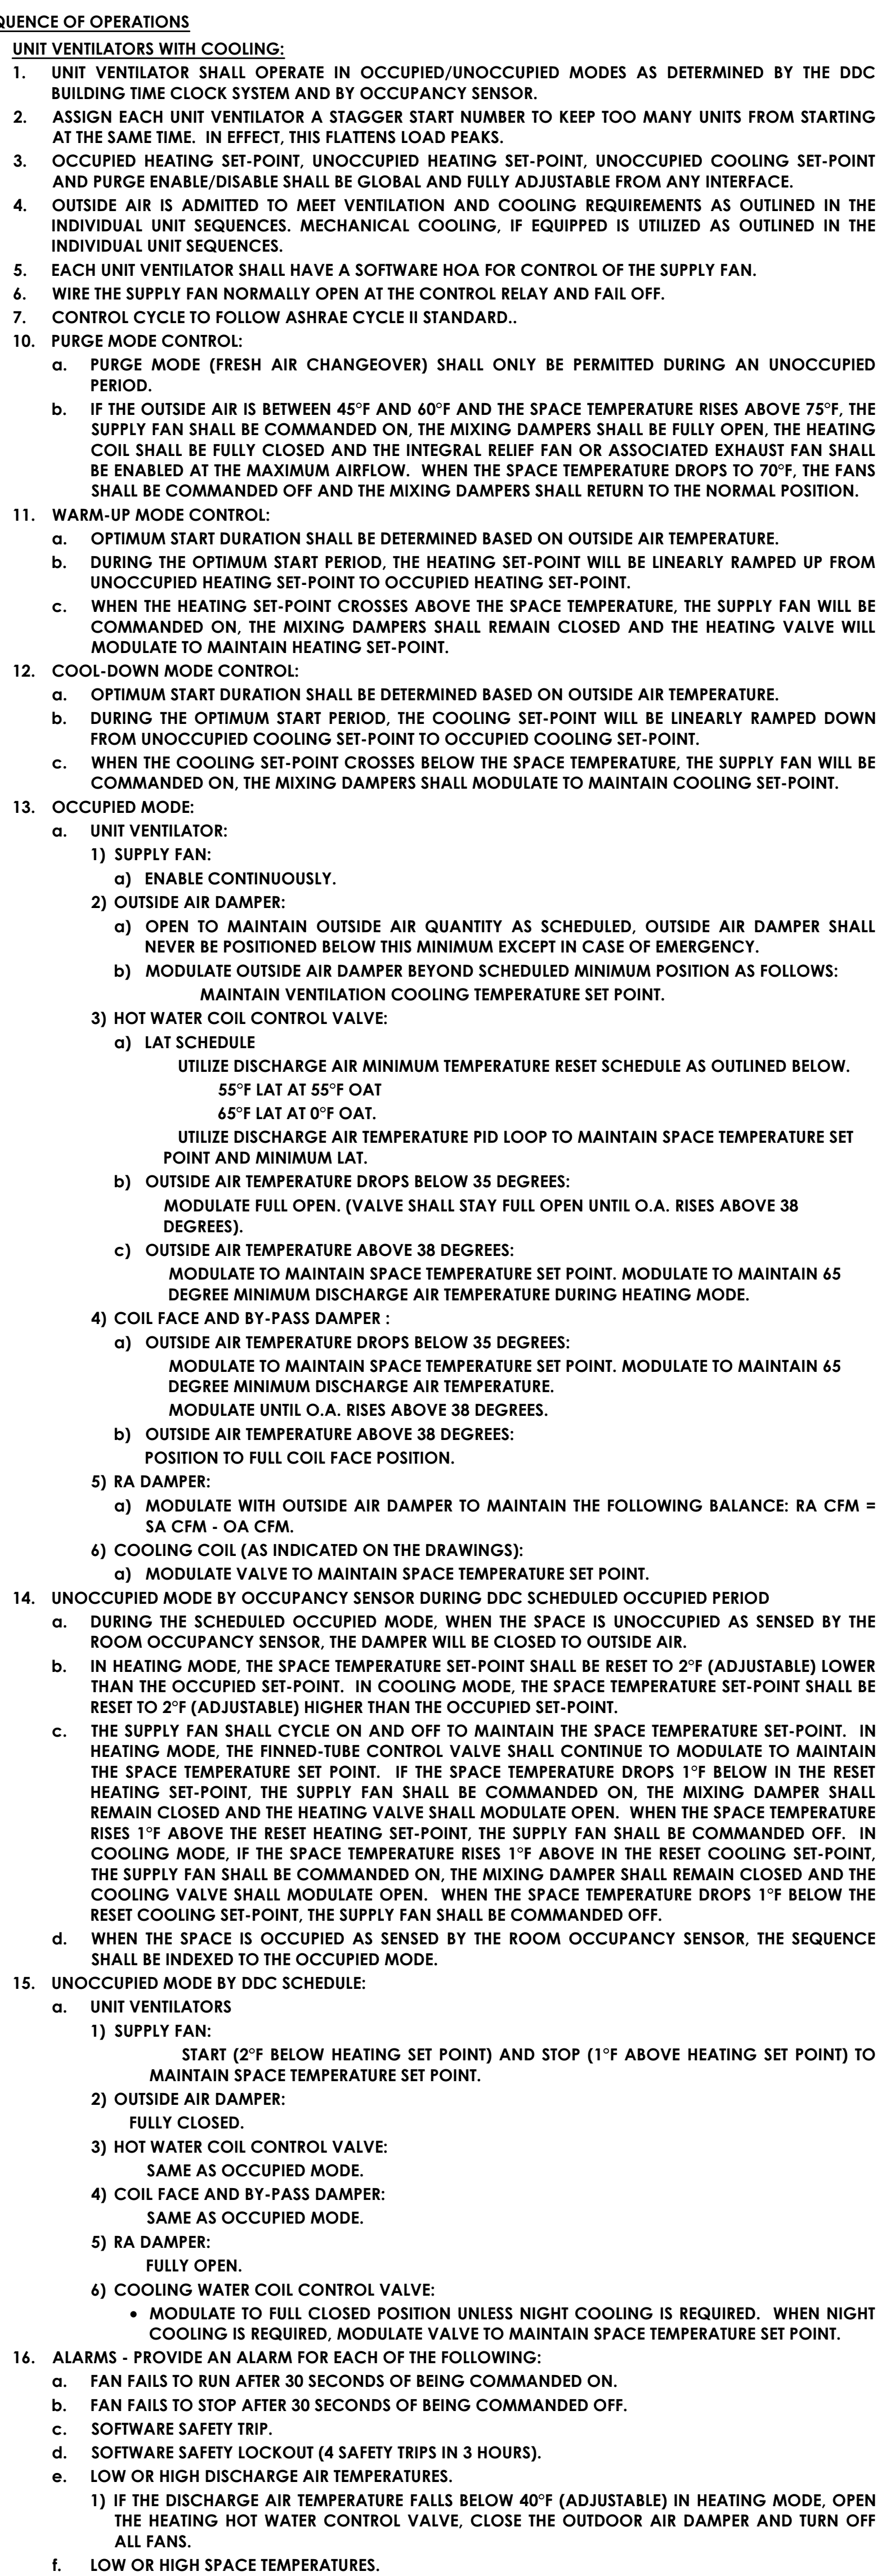 QUENCE OF OPERATIONS
UNIT VENTILATORS WITH COOLING:
1. UNIT VENTILATOR SHALL OPERATE IN OCCUPIED/UNOCCUPIED MODES AS DETERMINED BY THE DDC
BUILDING TIME CLOCK SYSTEM AND BY OCCUPANCY SENSOR.
2. ASSIGN EACH UNIT VENTILATOR A STAGGER START NUMBER TO KEEP TOO MANY UNITS FROM STARTING
AT THE SAME TIME. IN EFFECT, THIS FLATTENS LOAD PEAKS.
3. OCCUPIED HEATING SET-POINT, UNOCCUPIED HEATING SET-POINT, UNOCCUPIED COOLING SET-POINT
AND PURGE ENABLE/DISABLE SHALL BE GLOBAL AND FULLY ADJUSTABLE FROM ANY INTERFACE.
4. OUTSIDE AIR IS ADMITTED TO MEET VENTILATION AND COOLING REQUIREMENTS AS OUTLINED IN THE
INDIVIDUAL UNIT SEQUENCES. MECHANICAL COOLING, IF EQUIPPED IS UTILIZED AS OUTLINED IN THE
INDIVIDUAL UNIT SEQUENCES.
5. EACH UNIT VENTILATOR SHALL HAVE A SOFTWARE HOA FOR CONTROL OF THE SUPPLY FAN.
6. WIRE THE SUPPLY FAN NORMALLY OPEN AT THE CONTROL RELAY AND FAIL OFF.
7. CONTROL CYCLE TO FOLLOW ASHRAE CYCLE II STANDARD..
10. PURGE MODE CONTROL:
a. PURGE MODE (FRESH AIR CHANGEOVER) SHALL ONLY BE PERMITTED DURING AN UNOCCUPIED
PERIOD.
b. IF THE OUTSIDE AIR IS BETWEEN 45°F AND 60°F AND THE SPACE TEMPERATURE RISES ABOVE 75°F, THE
SUPPLY FAN SHALL BE COMMANDED ON, THE MIXING DAMPERS SHALL BE FULLY OPEN, THE HEATING
COIL SHALL BE FULLY CLOSED AND THE INTEGRAL RELIEF FAN OR ASSOCIATED EXHAUST FAN SHALL
BE ENABLED AT THE MAXIMUM AIRFLOW. WHEN THE SPACE TEMPERATURE DROPS TO 70°F, THE FANS
SHALL BE COMMANDED OFF AND THE MIXING DAMPERS SHALL RETURN TO THE NORMAL POSITION.
11. WARM-UP MODE CONTROL:
a. OPTIMUM START DURATION SHALL BE DETERMINED BASED ON OUTSIDE AIR TEMPERATURE.
b. DURING THE OPTIMUM START PERIOD, THE HEATING SET-POINT WILL BE LINEARLY RAMPED UP FROM
UNOCCUPIED HEATING SET-POINT TO OCCUPIED HEATING SET-POINT.
c. WHEN THE HEATING SET-POINT CROSSES ABOVE THE SPACE TEMPERATURE, THE SUPPLY FAN WILL BE
COMMANDED ON, THE MIXING DAMPERS SHALL REMAIN CLOSED AND THE HEATING VALVE WILL
MODULATE TO MAINTAIN HEATING SET-POINT.
12. COOL-DOWN MODE CONTROL:
a. OPTIMUM START DURATION SHALL BE DETERMINED BASED ON OUTSIDE AIR TEMPERATURE.
b. DURING THE OPTIMUM START PERIOD, THE COOLING SET-POINT WILL BE LINEARLY RAMPED DOWN
FROM UNOCCUPIED COOLING SET-POINT TO OCCUPIED COOLING SET-POINT.
c. WHEN THE COOLING SET-POINT CROSSES BELOW THE SPACE TEMPERATURE, THE SUPPLY FAN WILL BE
COMMANDED ON, THE MIXING DAMPERS SHALL MODULATE TO MAINTAIN COOLING SET-POINT.
13. OCCUPIED MODE:
a. UNIT VENTILATOR:
1) SUPPLY FAN:
a) ENABLE CONTINUOUSLY.
2) OUTSIDE AIR DAMPER:
a) OPEN TO MAINTAIN OUTSIDE AIR QUANTITY AS SCHEDULED, OUTSIDE AIR DAMPER SHALL
NEVER BE POSITIONED BELOW THIS MINIMUM EXCEPT IN CASE OF EMERGENCY.
b) MODULATE OUTSIDE AIR DAMPER BEYOND SCHEDULED MINIMUM POSITION AS FOLLOWS:
MAINTAIN VENTILATION COOLING TEMPERATURE SET POINT.
3) HOT WATER COIL CONTROL VALVE:
a) LAT SCHEDULE
UTILIZE DISCHARGE AIR MINIMUM TEMPERATURE RESET SCHEDULE AS OUTLINED BELOW.
55°F LAT AT 55°F OAT
65°F LAT AT 0°F OAT.
UTILIZE DISCHARGE AIR TEMPERATURE PID LOOP TO MAINTAIN SPACE TEMPERATURE SET
POINT AND MINIMUM LAT.
b) OUTSIDE AIR TEMPERATURE DROPS BELOW 35 DEGREES:
MODULATE FULL OPEN. (VALVE SHALL STAY FULL OPEN UNTIL O.A. RISES ABOVE 38
DEGREES).
c) OUTSIDE AIR TEMPERATURE ABOVE 38 DEGREES:
MODULATE TO MAINTAIN SPACE TEMPERATURE SET POINT. MODULATE TO MAINTAIN 65
DEGREE MINIMUM DISCHARGE AIR TEMPERATURE DURING HEATING MODE.
4) COIL FACE AND BY-PASS DAMPER :
a) OUTSIDE AIR TEMPERATURE DROPS BELOW 35 DEGREES:
MODULATE TO MAINTAIN SPACE TEMPERATURE SET POINT. MODULATE TO MAINTAIN 65
DEGREE MINIMUM DISCHARGE AIR TEMPERATURE.
MODULATE UNTIL O.A. RISES ABOVE 38 DEGREES.
b) OUTSIDE AIR TEMPERATURE ABOVE 38 DEGREES:
POSITION TO FULL COIL FACE POSITION.
5) RA DAMPER:
a) MODULATE WITH OUTSIDE AIR DAMPER TO MAINTAIN THE FOLLOWING BALANCE: RA CFM =
SA CFM - OA CFM.
6) COOLING COIL (AS INDICATED ON THE DRAWINGS):
a) MODULATE VALVE TO MAINTAIN SPACE TEMPERATURE SET POINT.
14. UNOCCUPIED MODE BY OCCUPANCY SENSOR DURING DDC SCHEDULED OCCUPIED PERIOD
a. DURING THE SCHEDULED OCCUPIED MODE, WHEN THE SPACE IS UNOCCUPIED AS SENSED BY THE
ROOM OCCUPANCY SENSOR, THE DAMPER WILL BE CLOSED TO OUTSIDE AIR.
b. IN HEATING MODE, THE SPACE TEMPERATURE SET-POINT SHALL BE RESET TO 2°F (ADJUSTABLE) LOWER
THAN THE OCCUPIED SET-POINT. IN COOLING MODE, THE SPACE TEMPERATURE SET-POINT SHALL BE
RESET TO 2°F (ADJUSTABLE) HIGHER THAN THE OCCUPIED SET-POINT.
c. THE SUPPLY FAN SHALL CYCLE ON AND OFF TO MAINTAIN THE SPACE TEMPERATURE SET-POINT. IN
HEATING MODE, THE FINNED-TUBE CONTROL VALVE SHALL CONTINUE TO MODULATE TO MAINTAIN
THE SPACE TEMPERATURE SET POINT. IF THE SPACE TEMPERATURE DROPS 1°F BELOW IN THE RESET
HEATING SET-POINT, THE SUPPLY FAN SHALL BE COMMANDED ON, THE MIXING DAMPER SHALL
REMAIN CLOSED AND THE HEATING VALVE SHALL MODULATE OPEN. WHEN THE SPACE TEMPERATURE
RISES 1°F ABOVE THE RESET HEATING SET-POINT, THE SUPPLY FAN SHALL BE COMMANDED OFF. IN
COOLING MODE, IF THE SPACE TEMPERATURE RISES 1°F ABOVE IN THE RESET COOLING SET-POINT,
THE SUPPLY FAN SHALL BE COMMANDED ON, THE MIXING DAMPER SHALL REMAIN CLOSED AND THE
COOLING VALVE SHALL MODULATE OPEN. WHEN THE SPACE TEMPERATURE DROPS 1°F BELOW THE
RESET COOLING SET-POINT, THE SUPPLY FAN SHALL BE COMMANDED OFF.
d. WHEN THE SPACE IS OCCUPIED AS SENSED BY THE ROOM OCCUPANCY SENSOR, THE SEQUENCE
SHALL BE INDEXED TO THE OCCUPIED MODE.
15. UNOCCUPIED MODE BY DDC SCHEDULE:
a. UNIT VENTILATORS
1) SUPPLY FAN:
START (2°F BELOW HEATING SET POINT) AND STOP (1°F ABOVE HEATING SET POINT) TO
MAINTAIN SPACE TEMPERATURE SET POINT.
2) OUTSIDE AIR DAMPER:
FULLY CLOSED.
3) HOT WATER COIL CONTROL VALVE:
SAME AS OCCUPIED MODE.
4) COIL FACE AND BY-PASS DAMPER:
SAME AS OCCUPIED MODE.
5) RA DAMPER:
FULLY OPEN.
6) COOLING WATER COIL CONTROL VALVE:
• MODULATE TO FULL CLOSED POSITION UNLESS NIGHT COOLING IS REQUIRED. WHEN NIGHT
COOLING IS REQUIRED, MODULATE VALVE TO MAINTAIN SPACE TEMPERATURE SET POINT.
16. ALARMS - PROVIDE AN ALARM FOR EACH OF THE FOLLOWING:
a. FAN FAILS TO RUN AFTER 30 SECONDS OF BEING COMMANDED ON.
b. FAN FAILS TO STOP AFTER 30 SECONDS OF BEING COMMANDED OFF.
c. SOFTWARE SAFETY TRIP.
d. SOFTWARE SAFETY LOCKOUT (4 SAFETY TRIPS IN 3 HOURS).
e. LOW OR HIGH DISCHARGE AIR TEMPERATURES.
1) IF THE DISCHARGE AIR TEMPERATURE FALLS BELOW 40°F (ADJUSTABLE) IN HEATING MODE, OPEN
THE HEATING HOT WATER CONTROL VALVE, CLOSE THE OUTDOOR AIR DAMPER AND TURN OFF
ALL FANS.
f. LOW OR HIGH SPACE TEMPERATURES.